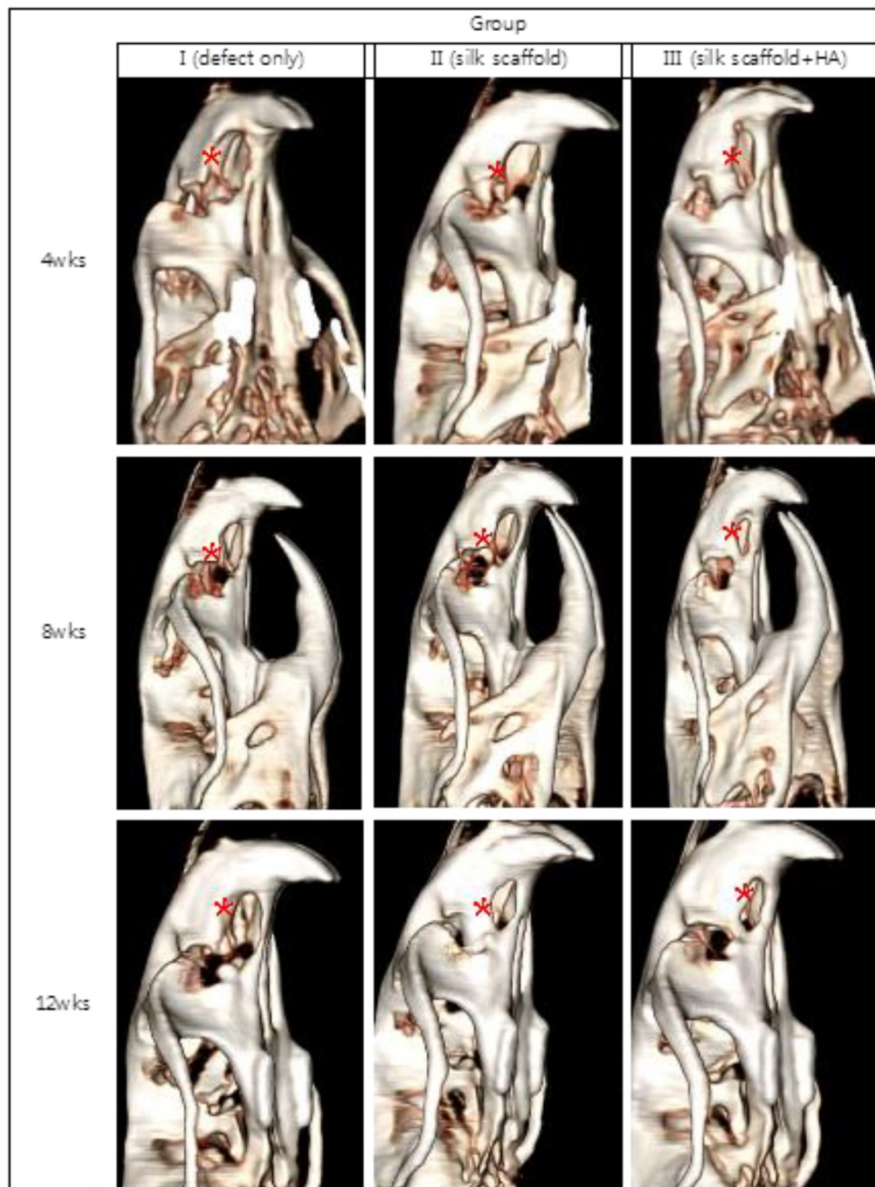 Group
I (defect only) II (silk scaffold) III (silk scaffold+HA)
4wks
*
*
*
8wks
*
*
*
12wks
*
*
*